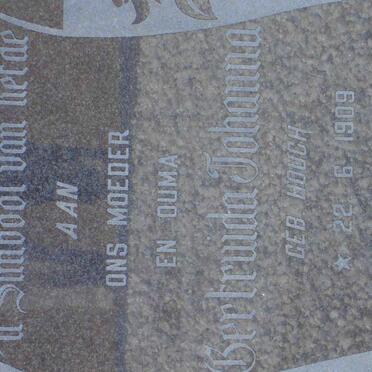 'n Simbool van liefde
AAN
ONS MOEDER
EN OUMA
Gertruida Johanna
GEB HOUGH
★ 22. 6. 1909